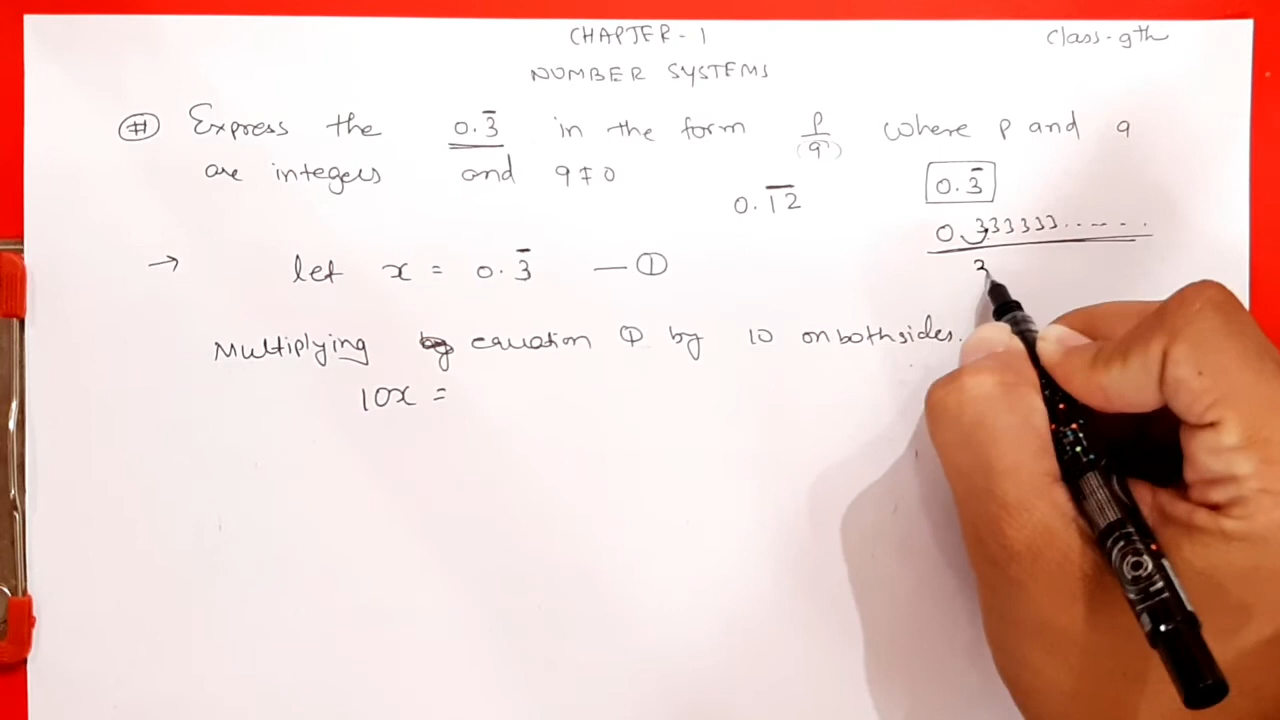 CHAPTER - 1
Class - 9th
NUMBER SYSTEMS
# Express the 0.3̅ in the form p/(q) where p and q
are integers and q ≠ 0
0.1̅2̅
0.3̅
0.333333......
3
→ let x = 0.3̅ — ①
Multiplying equation ① by 10 on both sides.
10x =